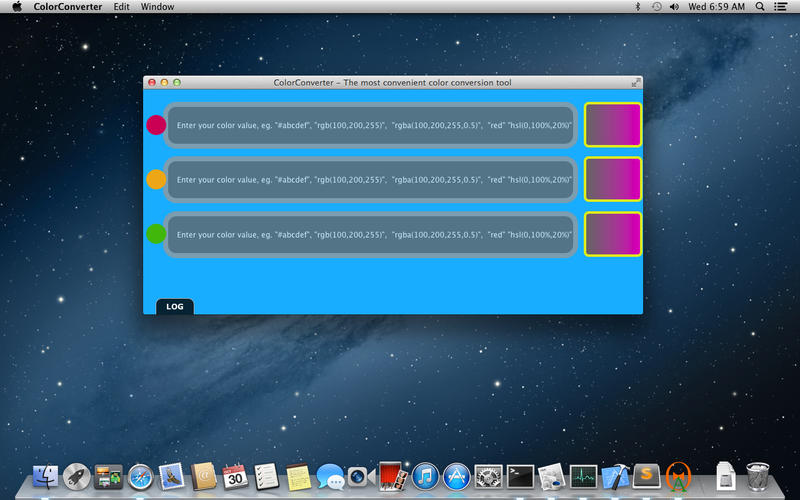 ColorConverter Edit Window Wed 6:59 AM
ColorConverter – The most convenient color conversion tool
Enter your color value, eg. "#abcdef", "rgb(100,200,255)", "rgba(100,200,255,0.5)", "red" "hsl(0,100%,20%)"
Enter your color value, eg. "#abcdef", "rgb(100,200,255)", "rgba(100,200,255,0.5)", "red" "hsl(0,100%,20%)"
Enter your color value, eg. "#abcdef", "rgb(100,200,255)", "rgba(100,200,255,0.5)", "red" "hsl(0,100%,20%)"
LOG
OCT
30